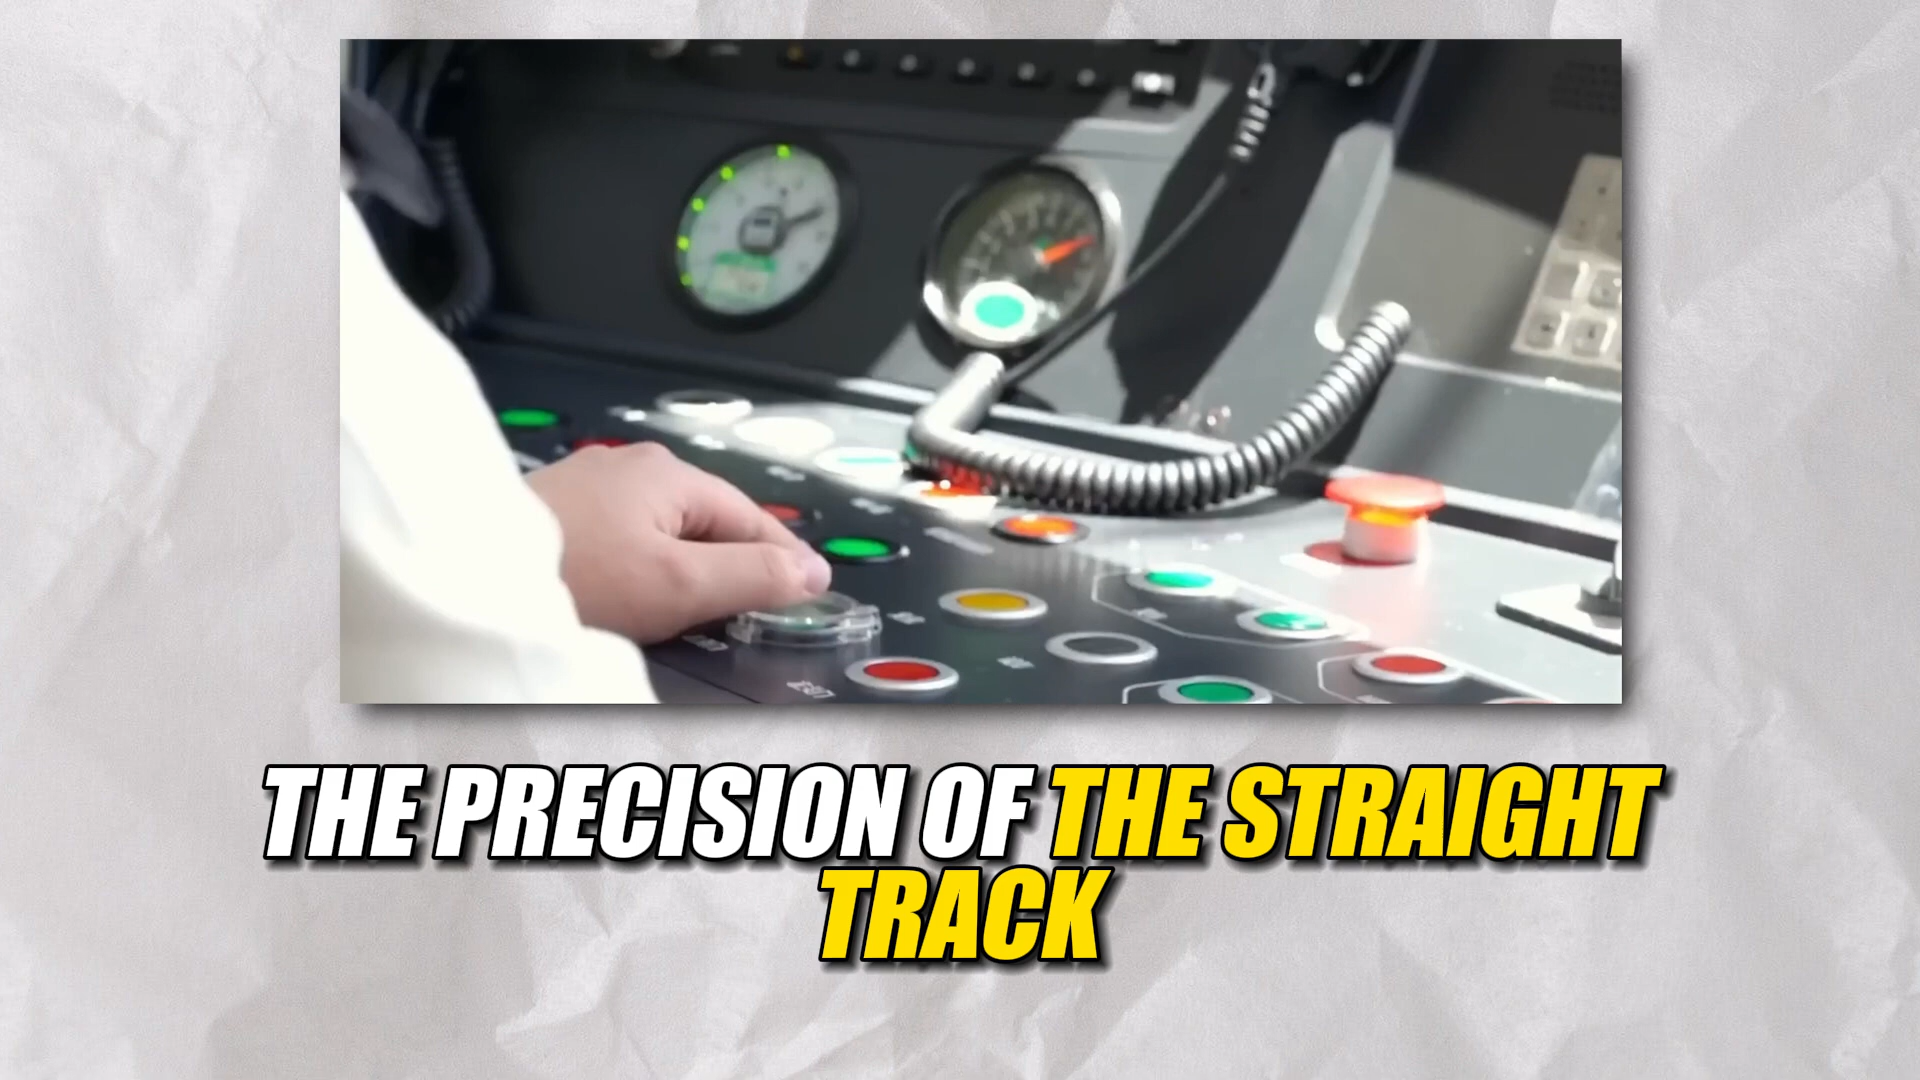 THE PRECISION OF THE STRAIGHT
TRACK